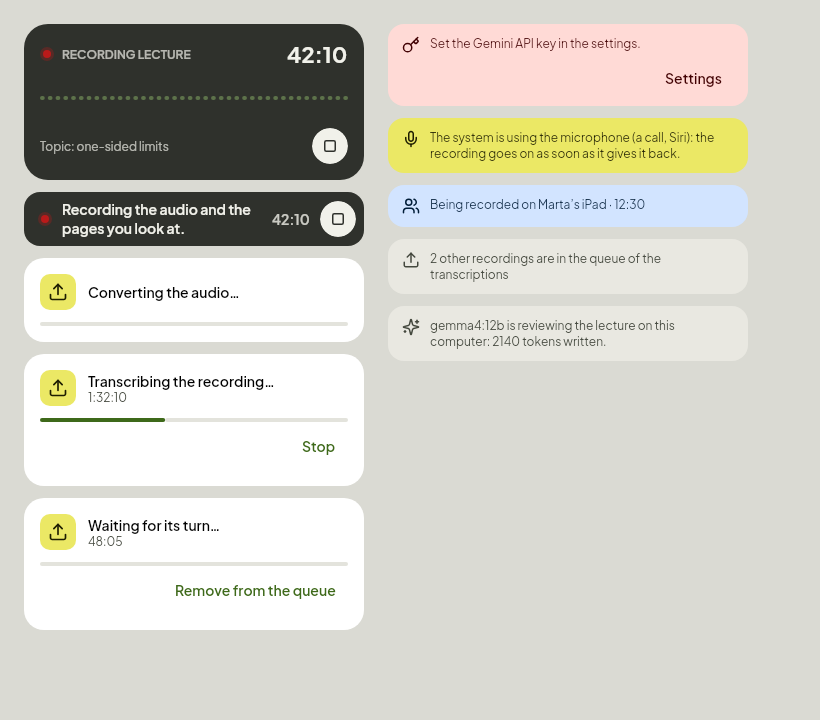 RECORDING LECTURE
42:10
Topic: one-sided limits
Recording the audio and the
pages you look at.
42:10
Converting the audio…
Transcribing the recording…
1:32:10
Stop
Waiting for its turn…
48:05
Remove from the queue
Set the Gemini API key in the settings.
Settings
The system is using the microphone (a call, Siri): the
recording goes on as soon as it gives it back.
Being recorded on Marta's iPad · 12:30
2 other recordings are in the queue of the
transcriptions
gemma4:12b is reviewing the lecture on this
computer: 2140 tokens written.